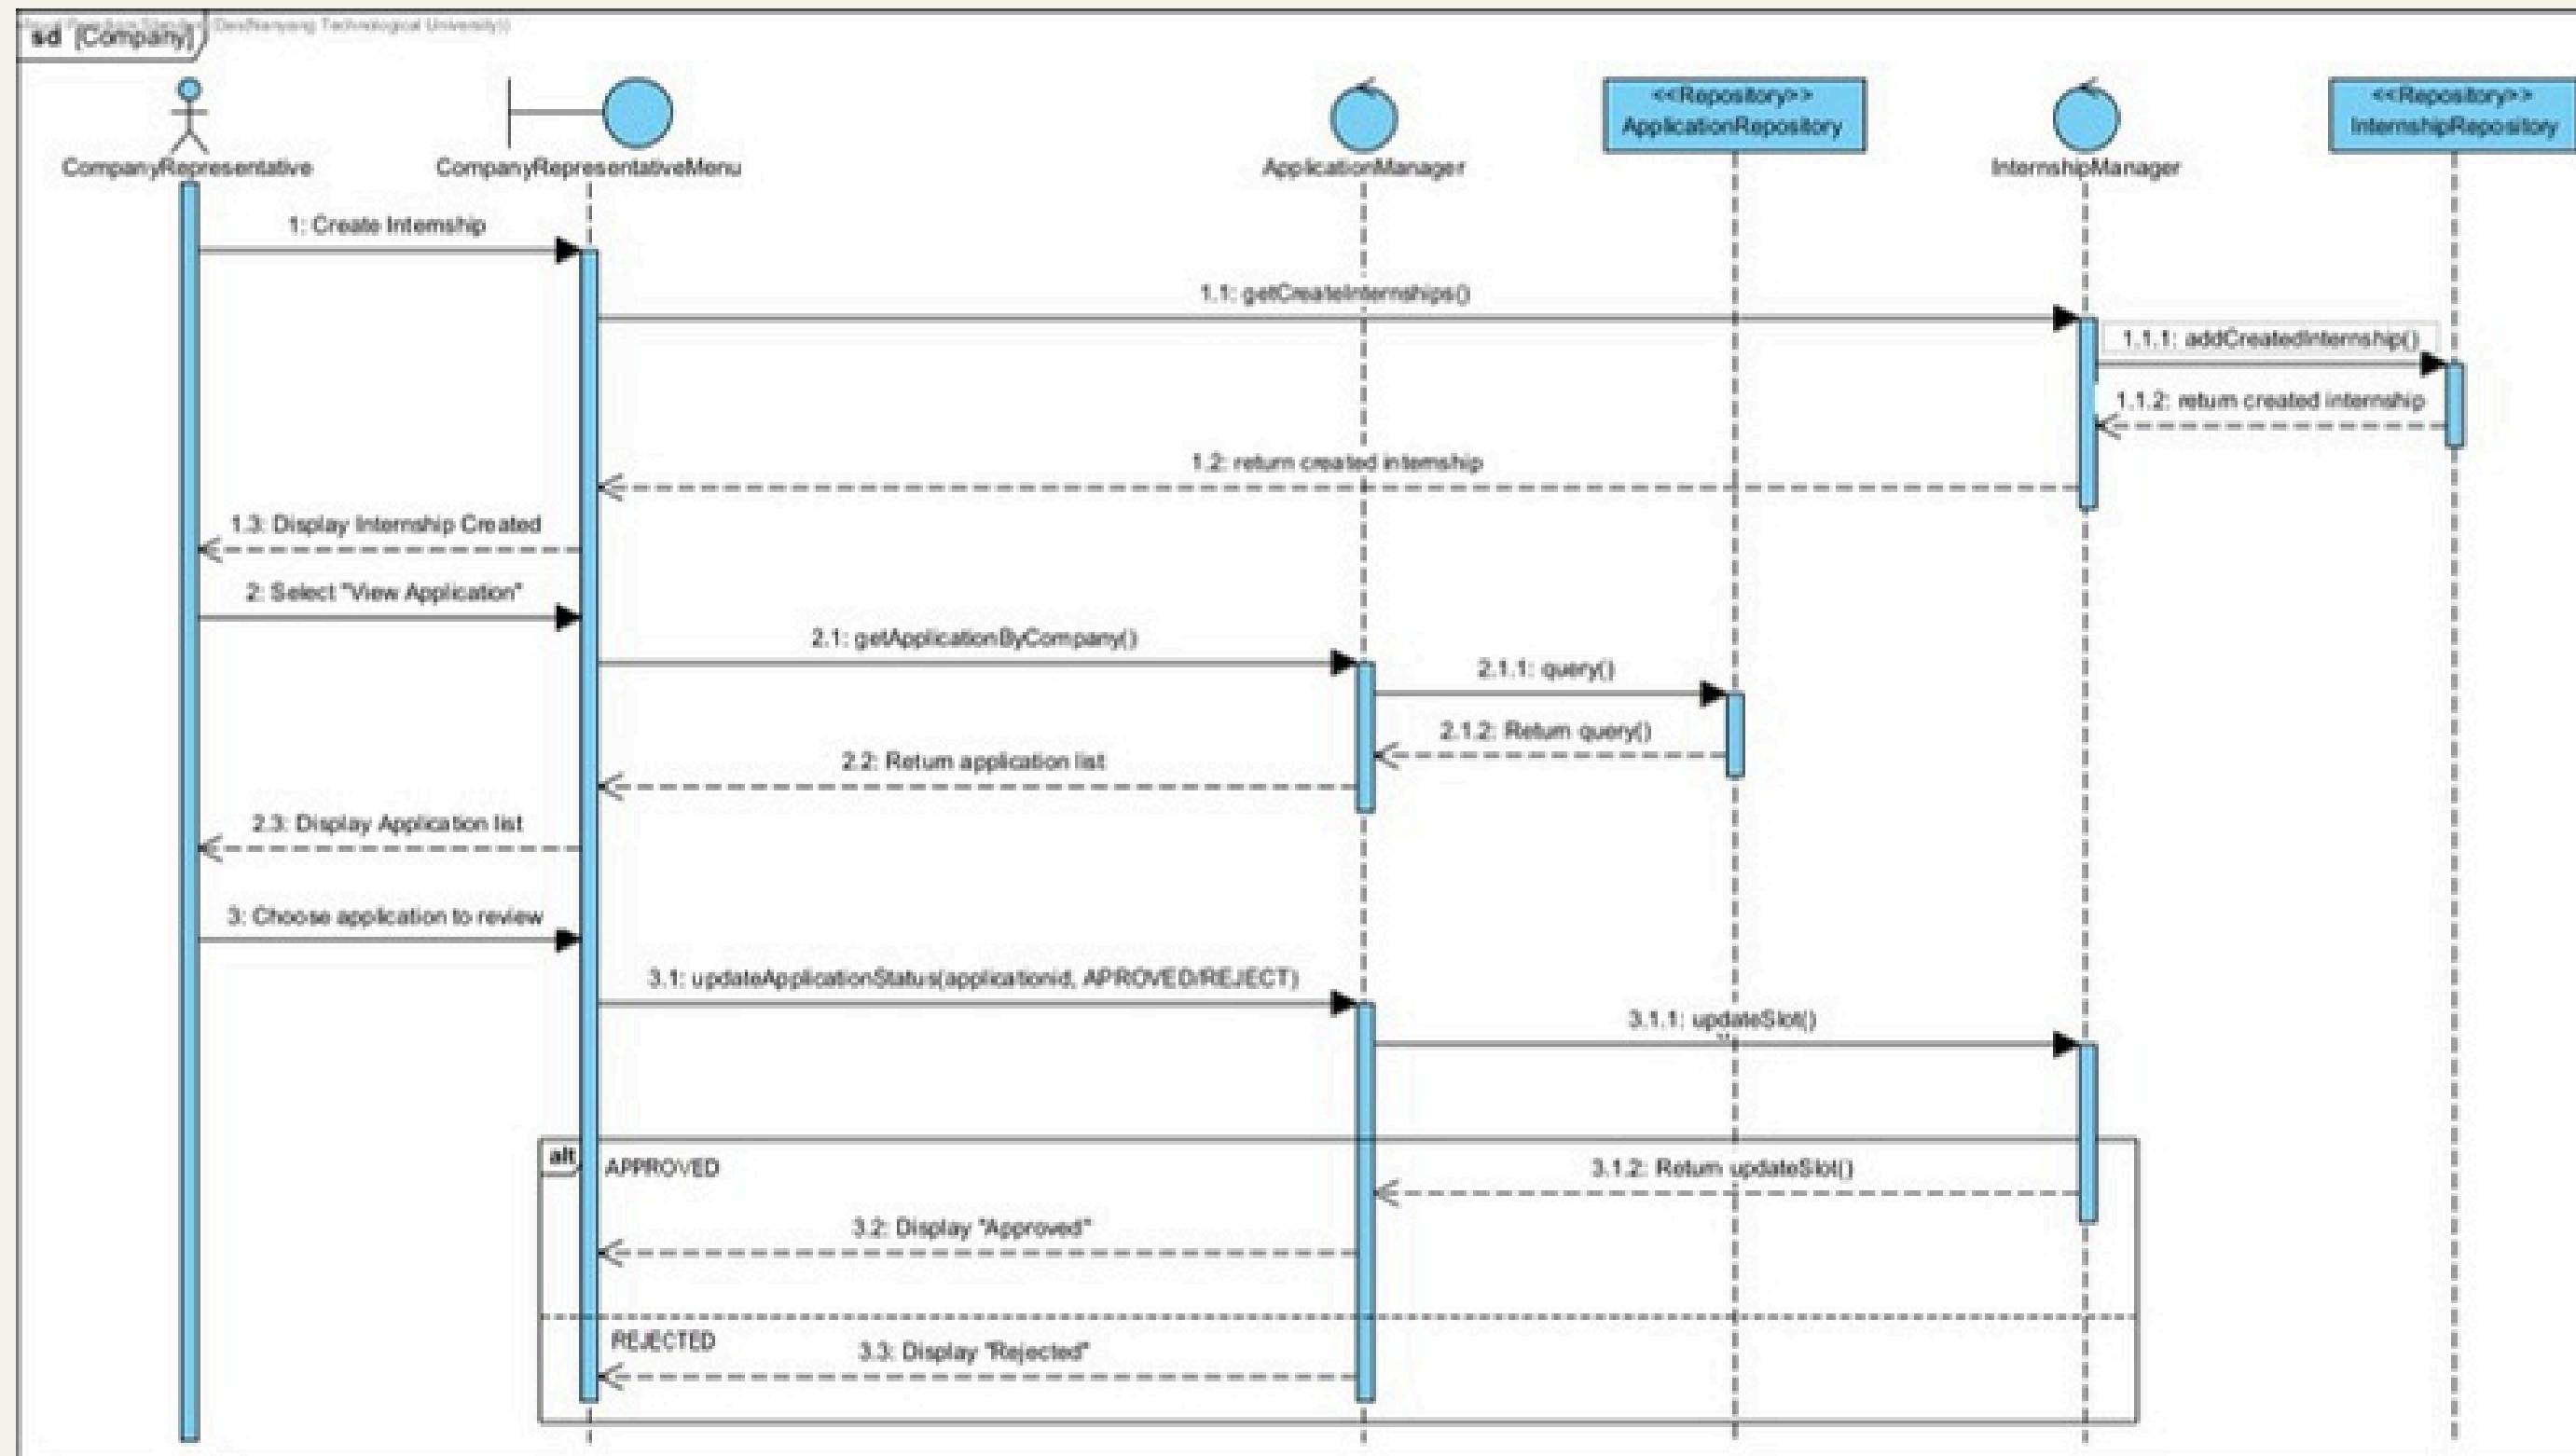 (Nanyang Technological University))
sd [Company]
CompanyRepresentative
CompanyRepresentativeMenu
ApplicationManager
<<Repository>>
ApplicationRepository
InternshipManager
<<Repository>>
InternshipRepository
1: Create Internship
1.1: getCreateInternships()
1.1.1: addCreatedInternship()
1.1.2: return created internship
1.2: return created internship
1.3: Display Internship Created
2: Select "View Application"
2.1: getApplicationByCompany()
2.1.1: query()
2.1.2: Return query()
2.2: Return application list
2.3: Display Application list
3: Choose application to review
3.1: updateApplicationStatus(applicationid, APROVED/REJECT)
3.1.1: updateSlot()
alt
APPROVED
3.1.2: Return updateSlot()
3.2: Display "Approved"
REJECTED
3.3: Display "Rejected"